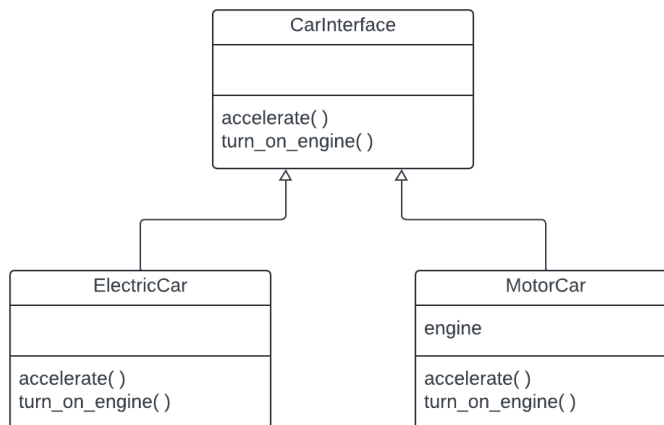 CarInterface
accelerate( )
turn_on_engine( )
ElectricCar
accelerate( )
turn_on_engine( )
MotorCar
engine
accelerate( )
turn_on_engine( )